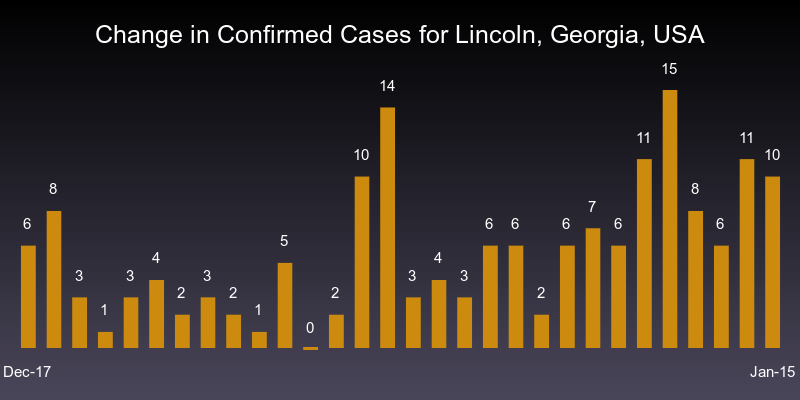 Change in Confirmed Cases for Lincoln, Georgia, USA
6 8 3 1 3 4 2 3 2 1 5 0 2 10 14 3 4 3 6 6 2 6 7 6 11 15 8 6 11 10
Dec-17 Jan-15